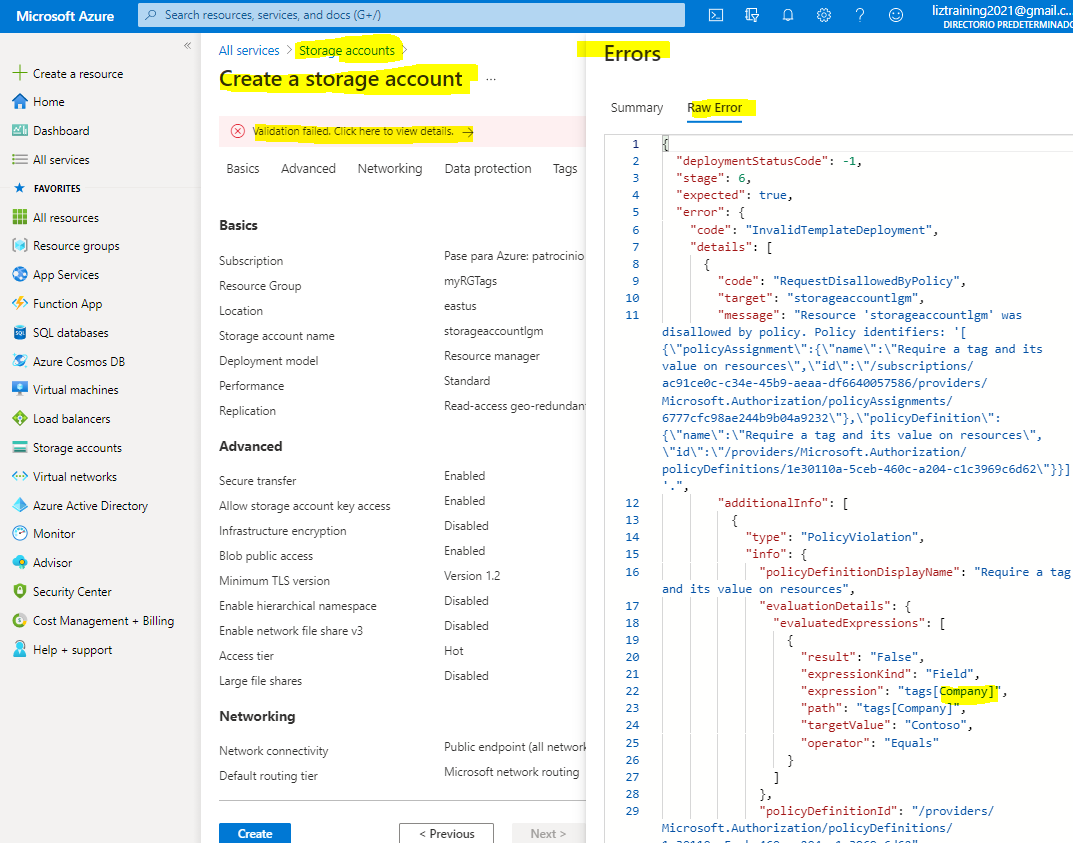 Microsoft Azure
Search resources, services, and docs (G+/)
liztraining2021@gmail.c...
DIRECTORIO PREDETERMINADO
«
Create a resource
Home
Dashboard
All services
FAVORITES
All resources
Resource groups
App Services
Function App
SQL databases
Azure Cosmos DB
Virtual machines
Load balancers
Storage accounts
Virtual networks
Azure Active Directory
Monitor
Advisor
Security Center
Cost Management + Billing
Help + support
All services > Storage accounts >
Create a storage account ...
Validation failed. Click here to view details. →
Basics Advanced Networking Data protection Tags
Basics
Subscription Pase para Azure: patrocinio
Resource Group myRGTags
Location eastus
Storage account name storageaccountlgm
Deployment model Resource manager
Performance Standard
Replication Read-access geo-redundant
Advanced
Secure transfer Enabled
Allow storage account key access Enabled
Infrastructure encryption Disabled
Blob public access Enabled
Minimum TLS version Version 1.2
Enable hierarchical namespace Disabled
Enable network file share v3 Disabled
Access tier Hot
Large file shares Disabled
Networking
Network connectivity Public endpoint (all network
Default routing tier Microsoft network routing
Create < Previous Next >
Errors
Summary Raw Error
1 {
2 "deploymentStatusCode": -1,
3 "stage": 6,
4 "expected": true,
5 "error": {
6 "code": "InvalidTemplateDeployment",
7 "details": [
8 {
9 "code": "RequestDisallowedByPolicy",
10 "target": "storageaccountlgm",
11 "message": "Resource 'storageaccountlgm' was
disallowed by policy. Policy identifiers: '[
{\"policyAssignment\":{\"name\":\"Require a tag and its
value on resources\",\"id\":\"/subscriptions/
ac91ce0c-c34e-45b9-aeaa-df6640057586/providers/
Microsoft.Authorization/policyAssignments/
6777cfc98ae244b9b04a9232\"},\"policyDefinition\":
{\"name\":\"Require a tag and its value on resources\",
\"id\":\"/providers/Microsoft.Authorization/
policyDefinitions/1e30110a-5ceb-460c-a204-c1c3969c6d62\"}}]
'.",
12 "additionalInfo": [
13 {
14 "type": "PolicyViolation",
15 "info": {
16 "policyDefinitionDisplayName": "Require a tag
and its value on resources",
17 "evaluationDetails": {
18 "evaluatedExpressions": [
19 {
20 "result": "False",
21 "expressionKind": "Field",
22 "expression": "tags[Company]",
23 "path": "tags[Company]",
24 "targetValue": "Contoso",
25 "operator": "Equals"
26 }
27 ]
28 },
29 "policyDefinitionId": "/providers/
Microsoft.Authorization/policyDefinitions/